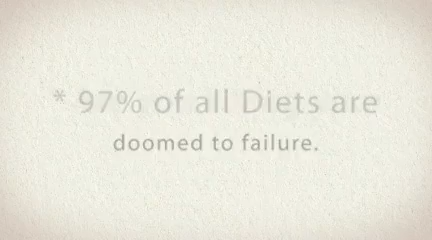 * 97% of all Diets are
doomed to failure.